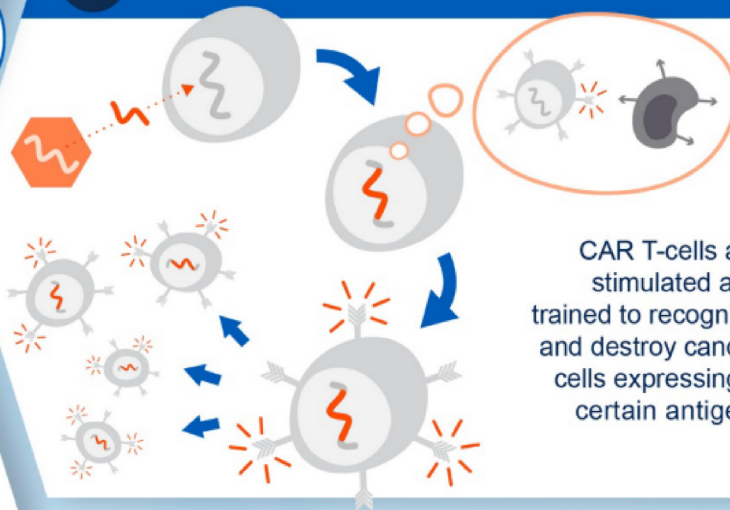 CAR T-cells a
stimulated a
trained to recogn
and destroy canc
cells expressing
certain antige